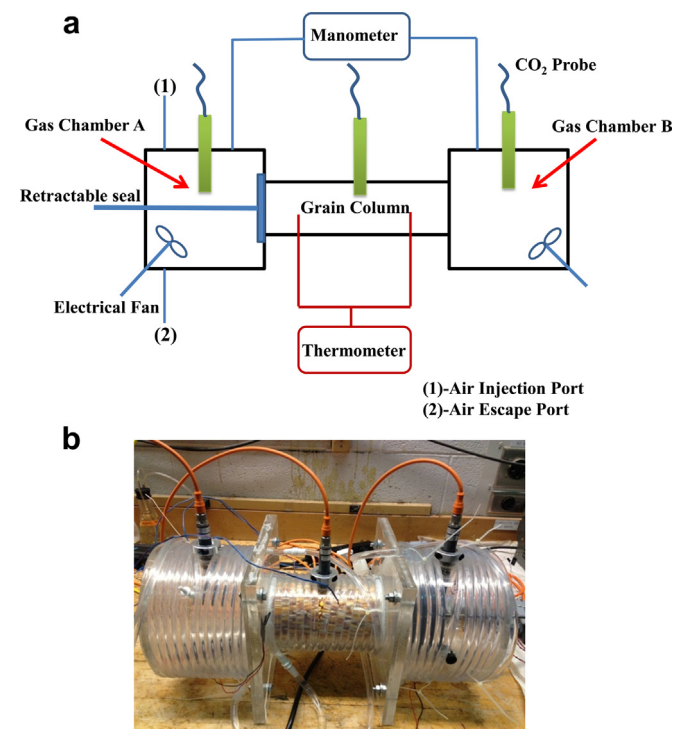 a
Manometer
CO₂ Probe
(1)
Gas Chamber A
Gas Chamber B
Retractable seal
Grain Column
Electrical Fan
(2)
Thermometer
(1)-Air Injection Port
(2)-Air Escape Port
b